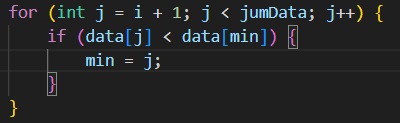 for (int j = i + 1; j < jumData; j++) {
    if (data[j] < data[min]) {
        min = j;
    }
}